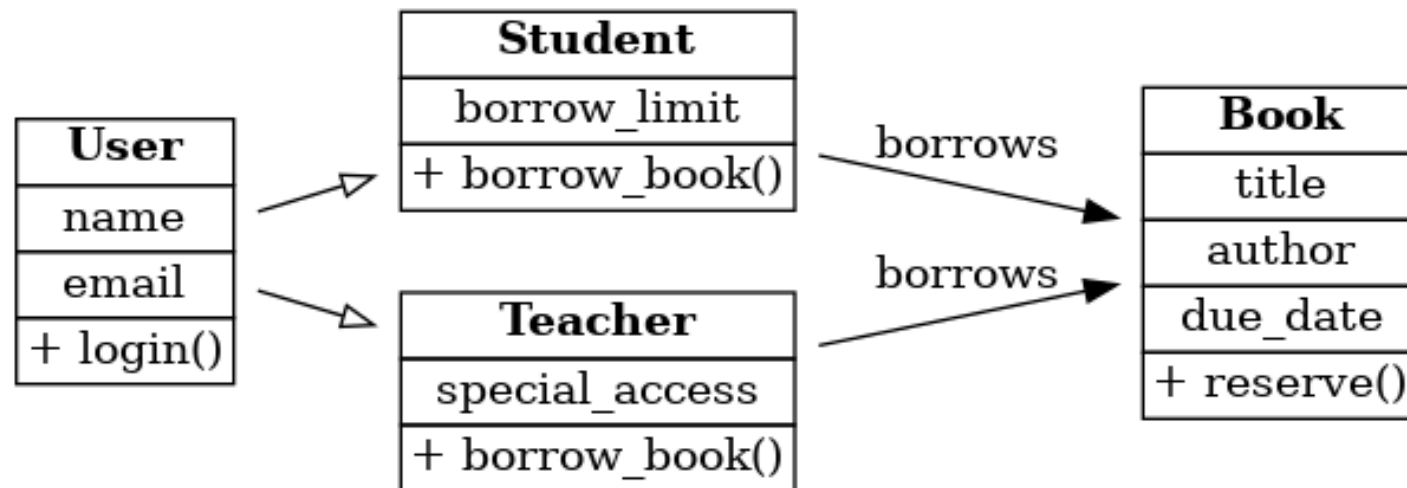 User
name
email
+ login()
Student
borrow_limit
+ borrow_book()
Teacher
special_access
+ borrow_book()
borrows
borrows
Book
title
author
due_date
+ reserve()